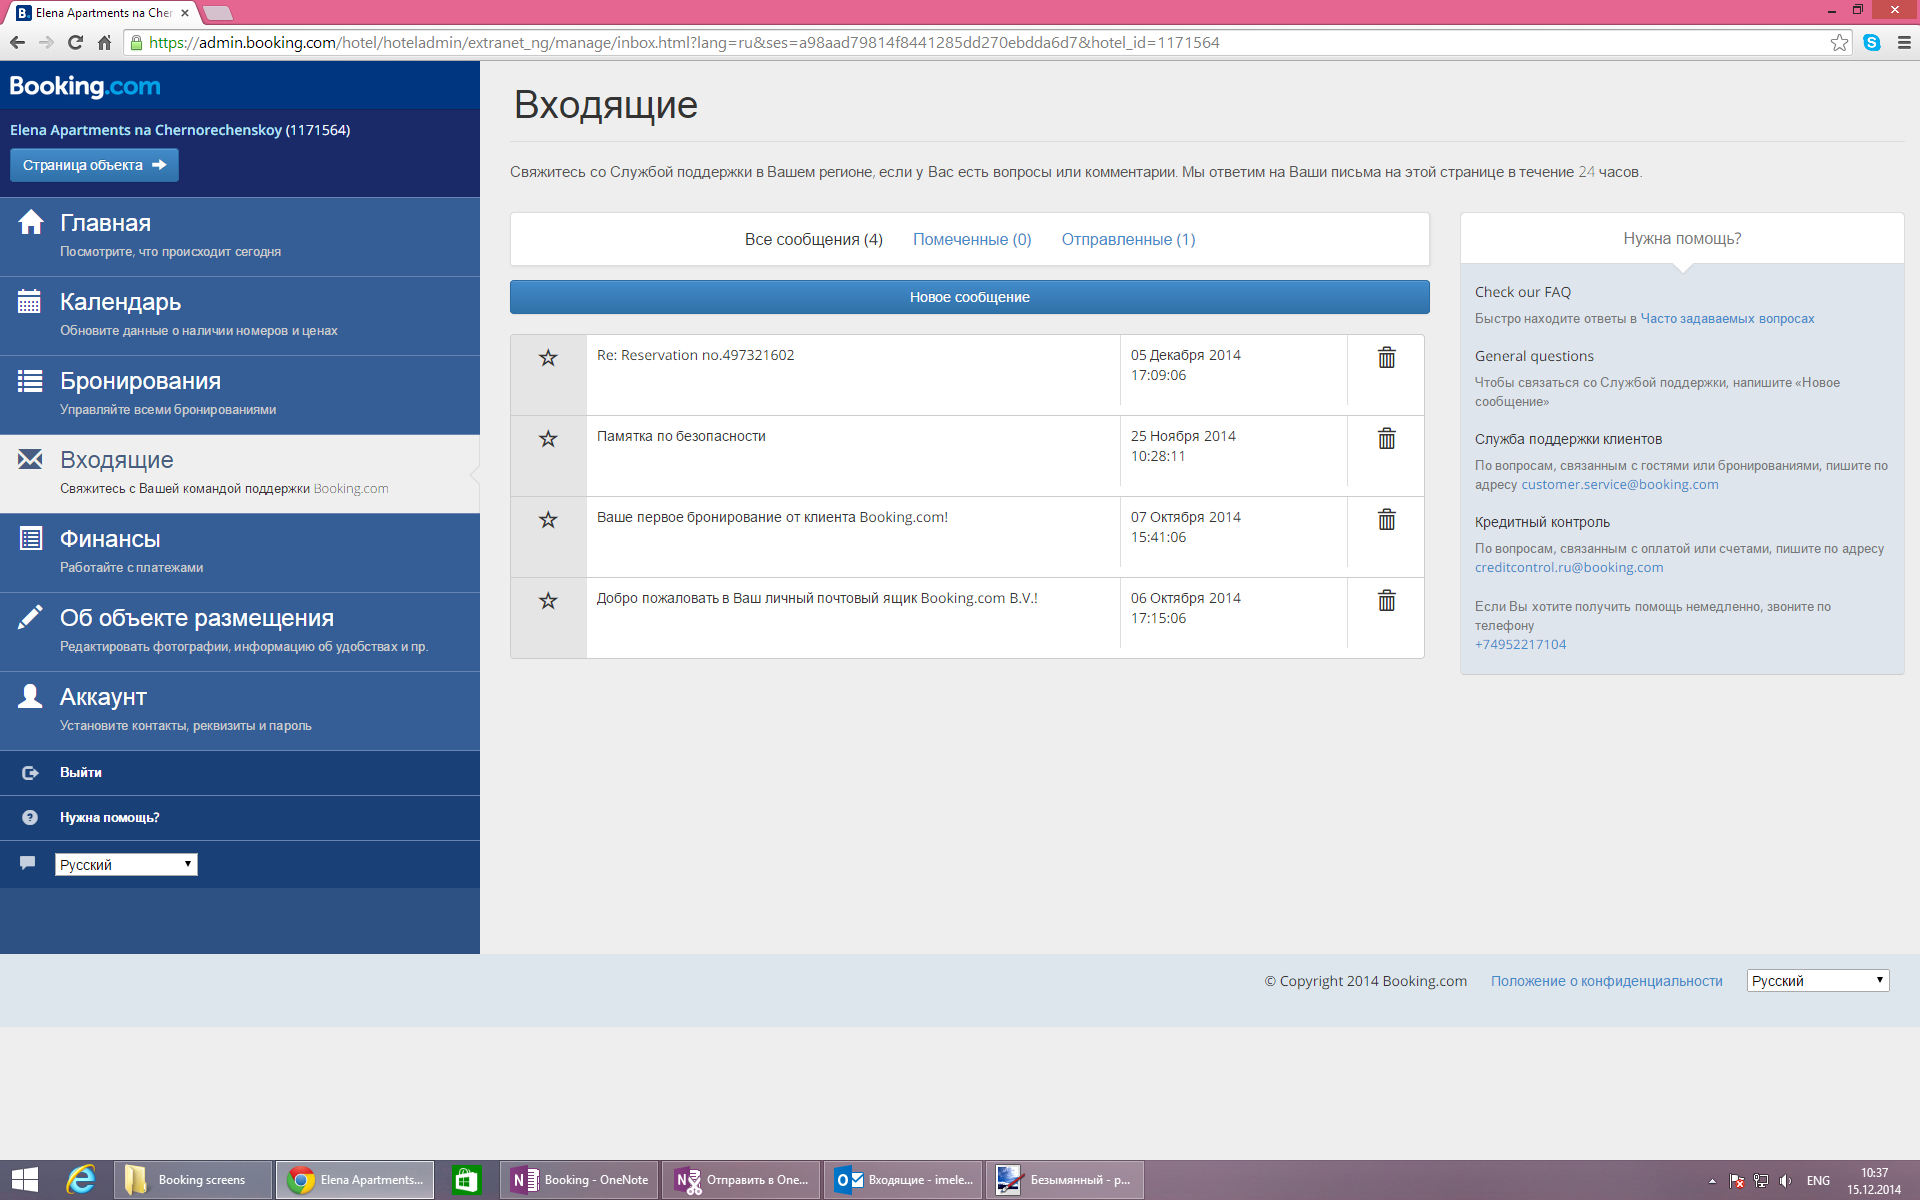 Elena Apartments na Cher
https://admin.booking.com/hotel/hoteladmin/extranet_ng/manage/inbox.html?lang=ru&ses=a98aad79814f8441285dd270ebdda6d7&hotel_id=1171564
Booking.com
Elena Apartments na Chernorechenskoy (1171564)
Страница объекта
Главная
Посмотрите, что происходит сегодня
Календарь
Обновите данные о наличии номеров и ценах
Бронирования
Управляйте всеми бронированиями
Входящие
Свяжитесь с Вашей командой поддержки Booking.com
Финансы
Работайте с платежами
Об объекте размещения
Редактировать фотографии, информацию об удобствах и пр.
Аккаунт
Установите контакты, реквизиты и пароль
Выйти
Нужна помощь?
Русский
Входящие
Свяжитесь со Службой поддержки в Вашем регионе, если у Вас есть вопросы или комментарии. Мы ответим на Ваши письма на этой странице в течение 24 часов.
Все сообщения (4) Помеченные (0) Отправленные (1)
Новое сообщение
Re: Reservation no.497321602
05 Декабря 2014
17:09:06
Памятка по безопасности
25 Ноября 2014
10:28:11
Ваше первое бронирование от клиента Booking.com!
07 Октября 2014
15:41:06
Добро пожаловать в Ваш личный почтовый ящик Booking.com B.V.!
06 Октября 2014
17:15:06
Нужна помощь?
Check our FAQ
Быстро находите ответы в Часто задаваемых вопросах
General questions
Чтобы связаться со Службой поддержки, напишите «Новое
сообщение»
Служба поддержки клиентов
По вопросам, связанным с гостями или бронированиями, пишите по
адресу customer.service@booking.com
Кредитный контроль
По вопросам, связанным с оплатой или счетами, пишите по адресу
creditcontrol.ru@booking.com
Если Вы хотите получить помощь немедленно, звоните по
телефону
+74952217104
© Copyright 2014 Booking.com Положение о конфиденциальности Русский
Booking screens
Elena Apartments...
Booking - OneNote
Отправить в One...
Входящие - imele...
Безымянный - p...
ENG
10:37
15.12.2014